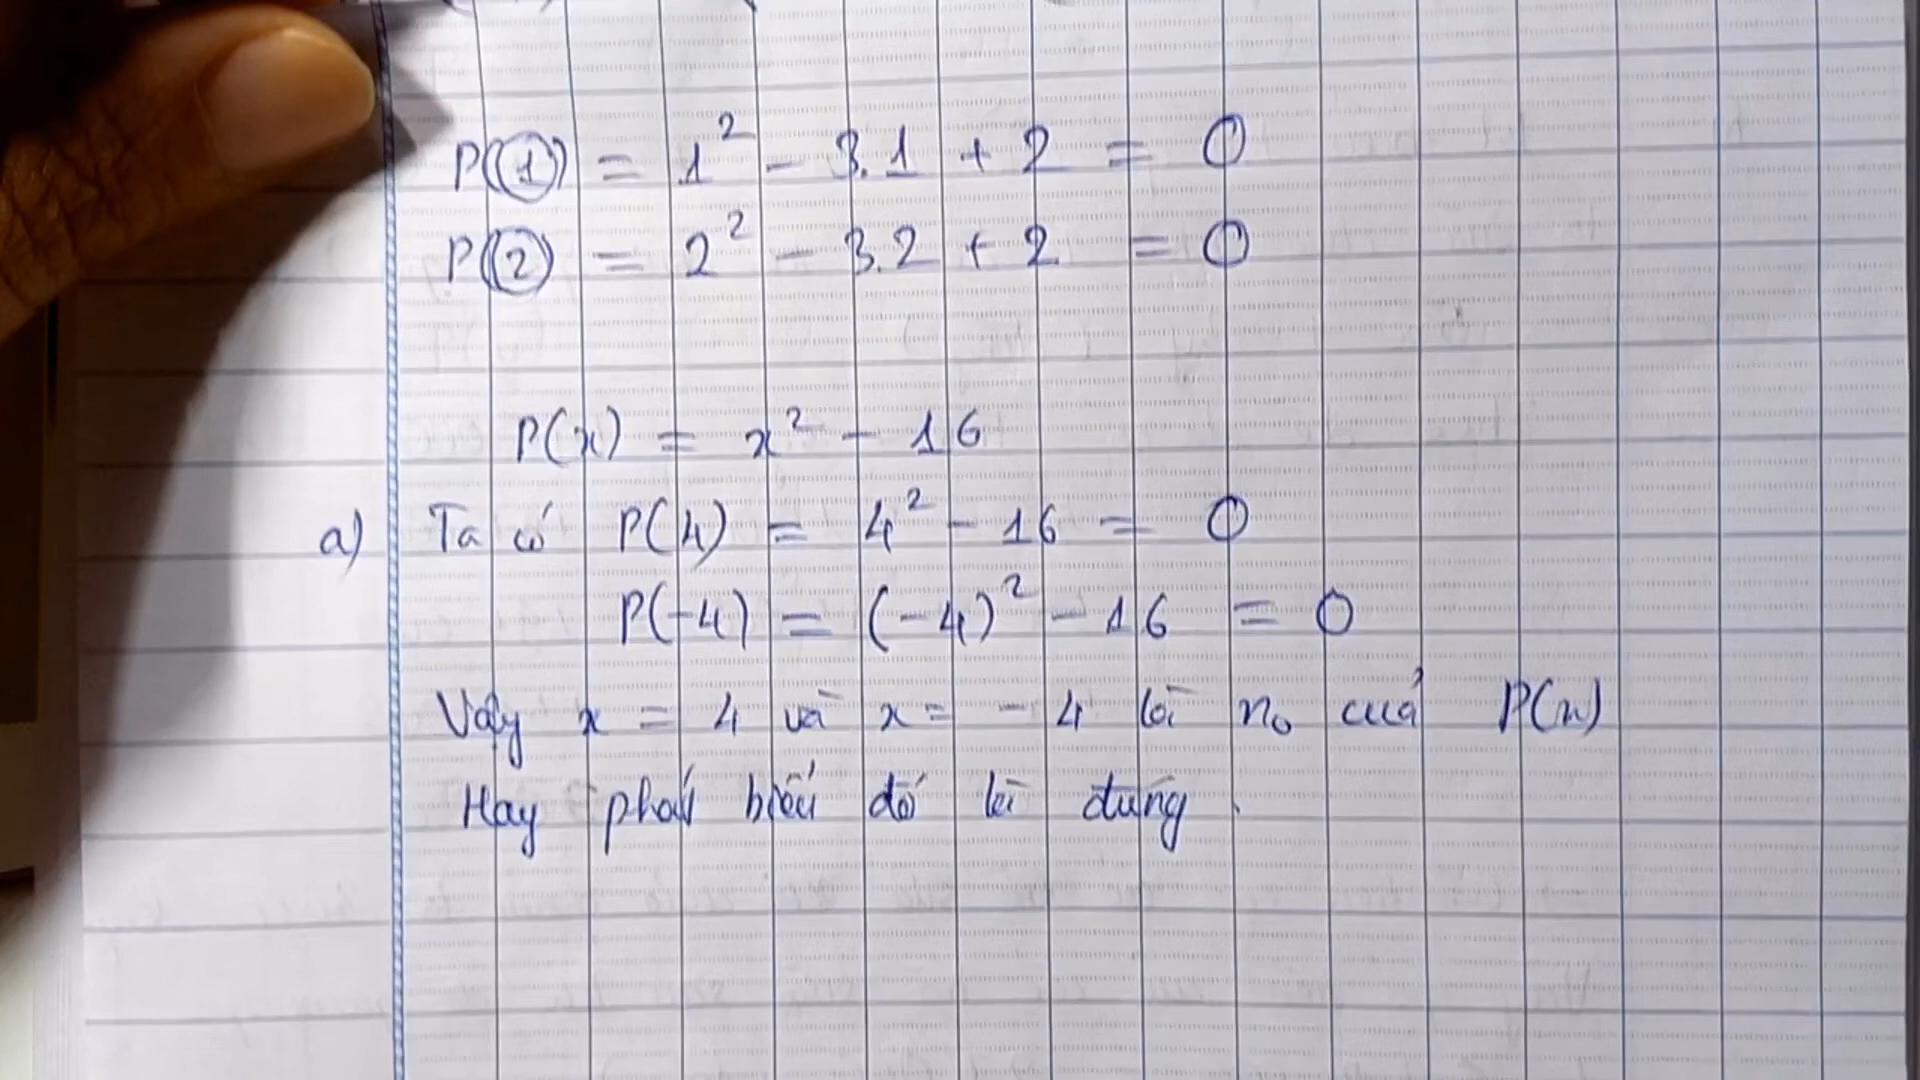 P(1) = 1² - 3.1 + 2 = 0
P(2) = 2² - 3.2 + 2 = 0
P(x) = x² - 16
a) Ta có P(4) = 4² - 16 = 0
P(-4) = (-4)² - 16 = 0
Vậy x = 4 và x = - 4 là no của P(x)
Hay phát biểu đó là đúng.